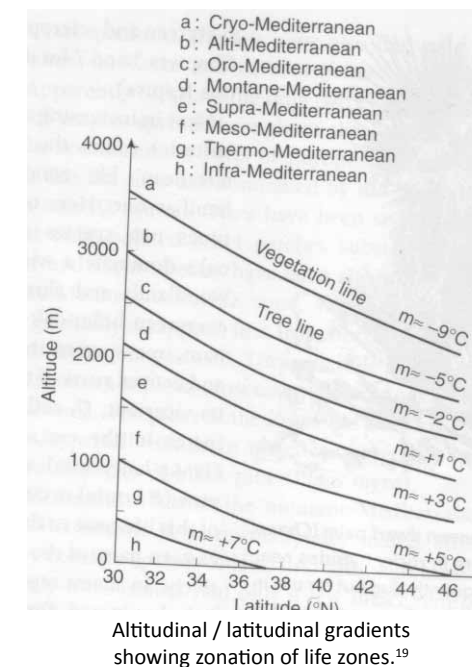 a: Cryo-Mediterranean
b: Alti-Mediterranean
c: Oro-Mediterranean
d: Montane-Mediterranean
e: Supra-Mediterranean
f: Meso-Mediterranean
g: Thermo-Mediterranean
h: Infra-Mediterranean
4000
a
b
Vegetation line
3000
m≈ -9°C
c
Tree line
m≈ -5°C
Altitude (m)
2000
d
m≈ -2°C
e
m≈ +1°C
f
m≈ +3°C
1000
g
m≈ +7°C
m≈ +5°C
h
0
30 32 34 36 38 40 42 44 46
Latitude (°N)
Altitudinal / latitudinal gradients
showing zonation of life zones.19